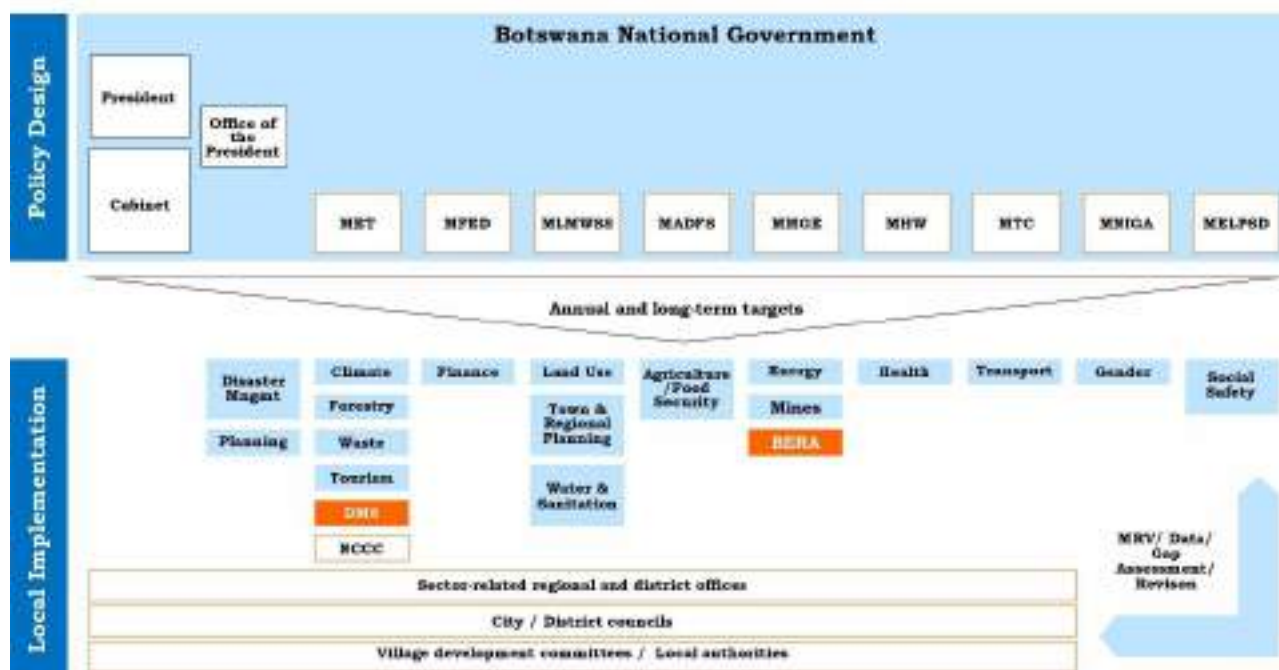 Policy Design
Botswana National Government
President
Office of
the
President
Cabinet
MET
MFED
MLMWSS
MADFS
MMGE
MHW
MTC
MNIGA
MELPSD
Annual and long-term targets
Local Implementation
Disaster
Mngmt
Planning
Climate
Forestry
Waste
Tourism
DMS
NCCC
Finance
Land Use
Town &
Regional
Planning
Water &
Sanitation
Agriculture
/Food
Security
Energy
Mines
BERA
Health
Transport
Gender
Social
Safety
MRV/ Data/
Gap
Assessment/
Revison
Sector-related regional and district offices
City / District councils
Village development committees / Local authorities